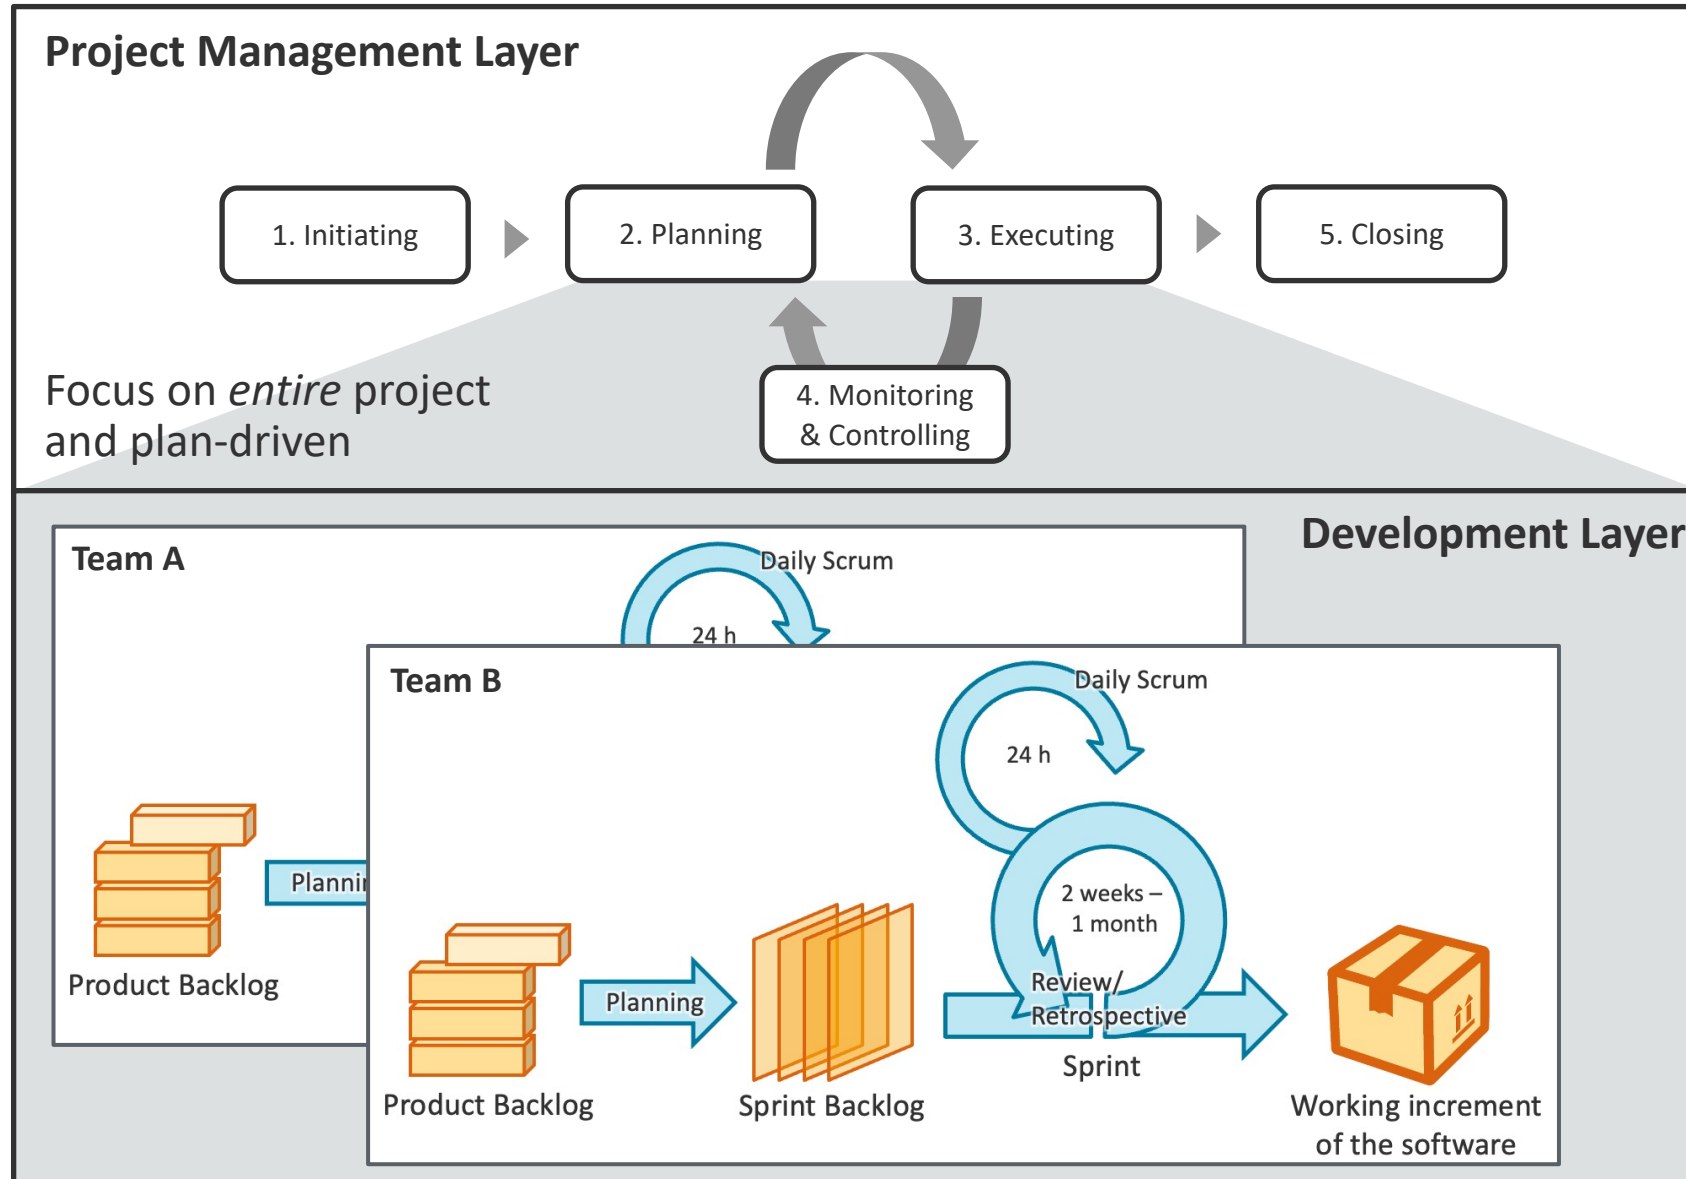 Project Management Layer
1. Initiating
2. Planning
3. Executing
5. Closing
4. Monitoring
& Controlling
Focus on entire project
and plan-driven
Development Layer
Team A
Daily Scrum
24 h
Product Backlog
Team B
Daily Scrum
24 h
2 weeks –
1 month
Product Backlog
Planning
Sprint Backlog
Review/
Retrospective
Sprint
Working increment
of the software